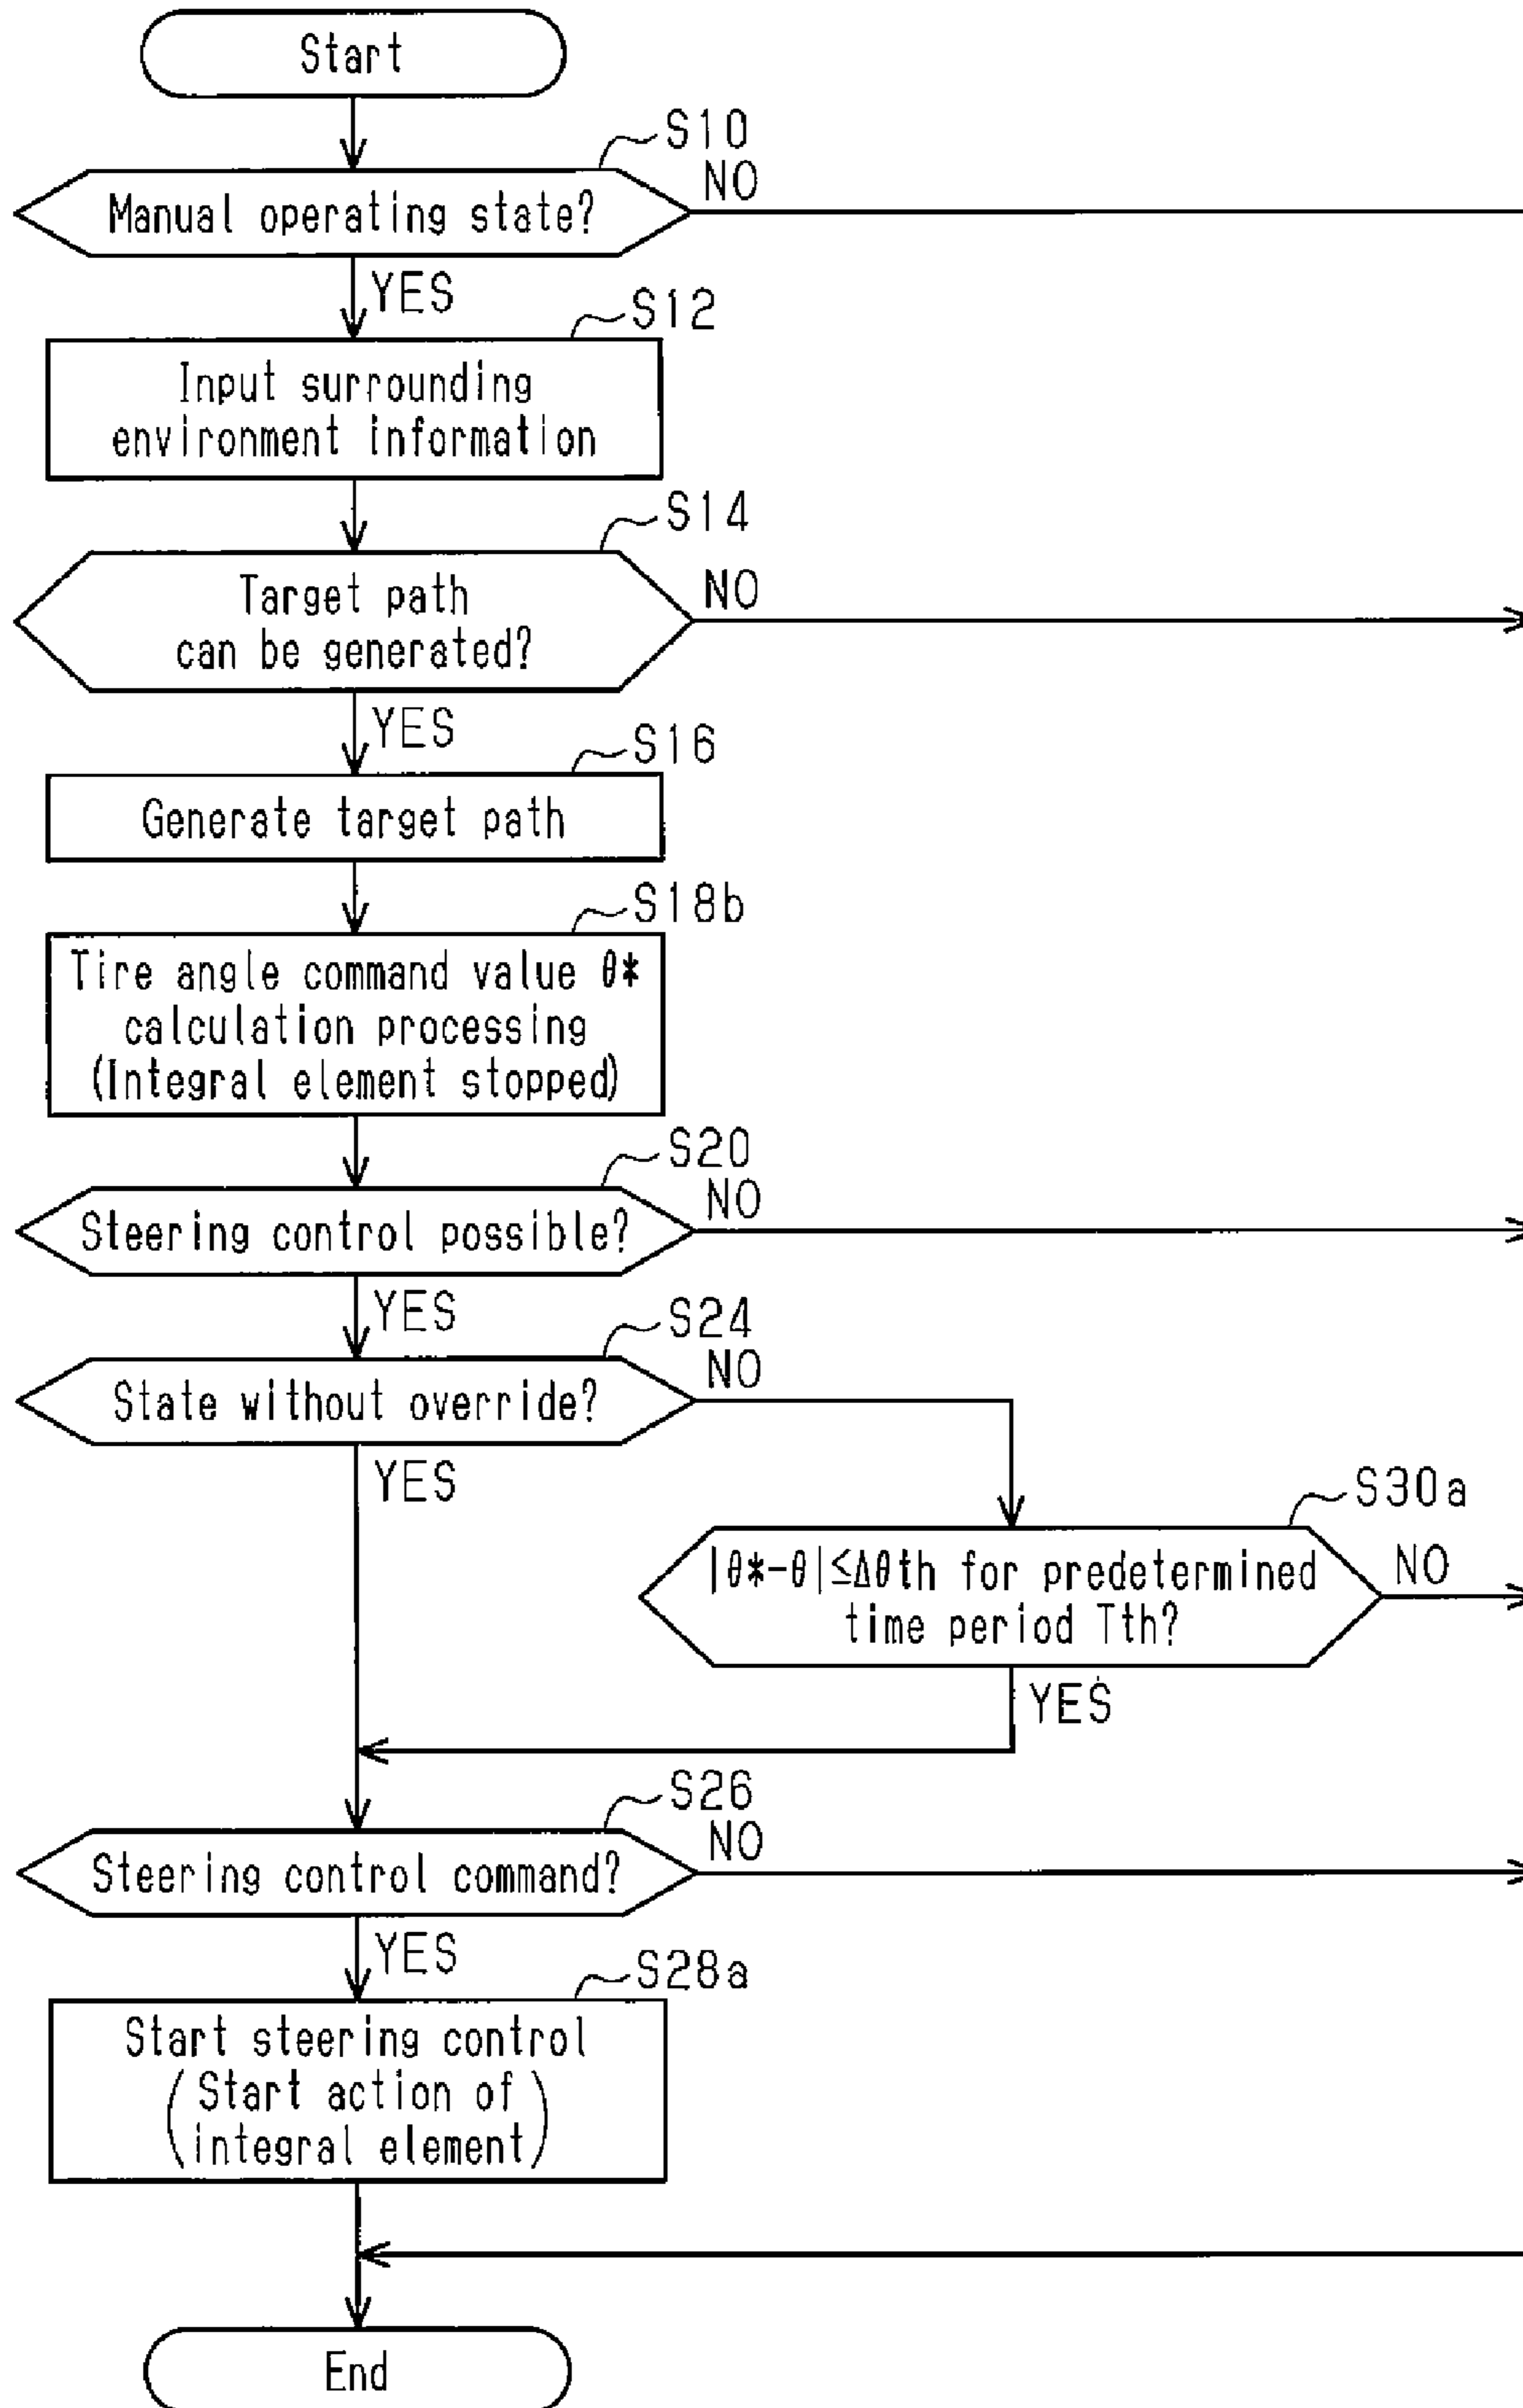 Start
S10
Manual operating state?
NO
YES
S12
Input surrounding
environment information
S14
Target path
can be generated?
NO
YES
S16
Generate target path
S18b
Tire angle command value θ*
calculation processing
(Integral element stopped)
S20
Steering control possible?
NO
YES
S24
State without override?
NO
YES
S30a
|θ*-θ|≤Δθth for predetermined
time period Tth?
NO
YES
S26
Steering control command?
NO
YES
S28a
Start steering control
(Start action of
integral element)
End